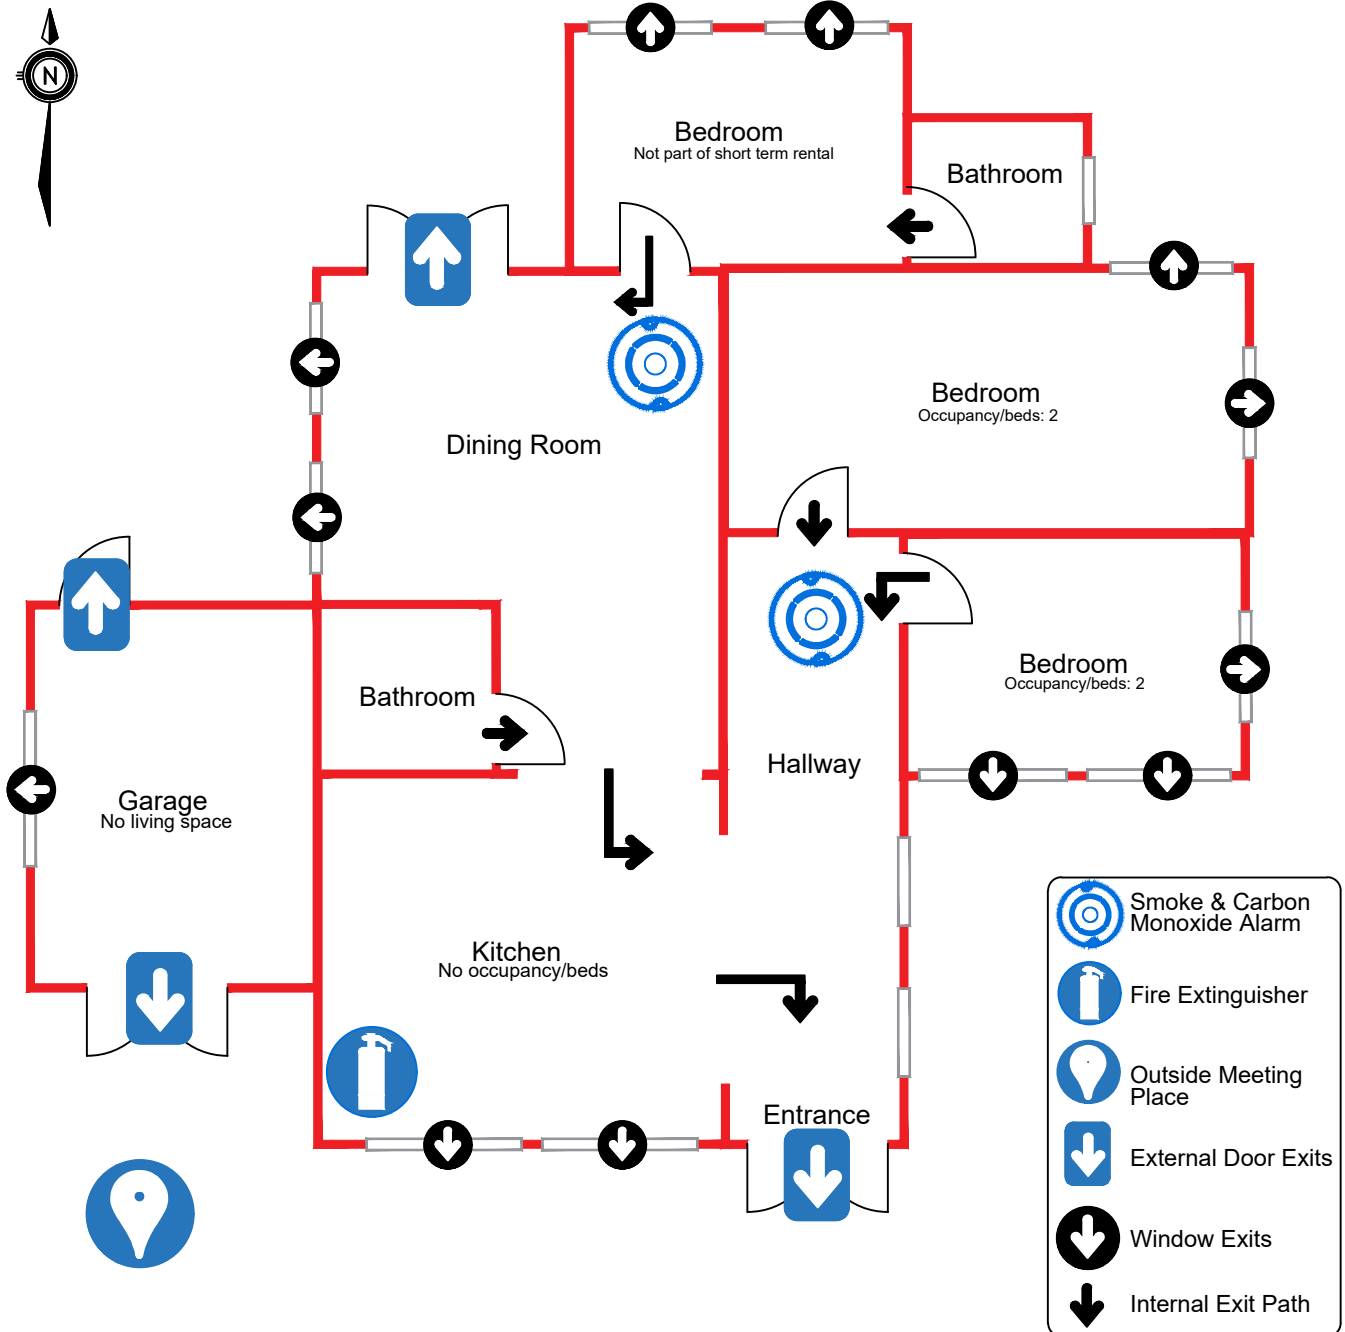 N
Bedroom
Not part of short term rental
Bathroom
Bedroom
Occupancy/beds: 2
Dining Room
Bedroom
Occupancy/beds: 2
Bathroom
Hallway
Garage
No living space
Kitchen
No occupancy/beds
Entrance
Smoke & Carbon
Monoxide Alarm
Fire Extinguisher
Outside Meeting
Place
External Door Exits
Window Exits
Internal Exit Path